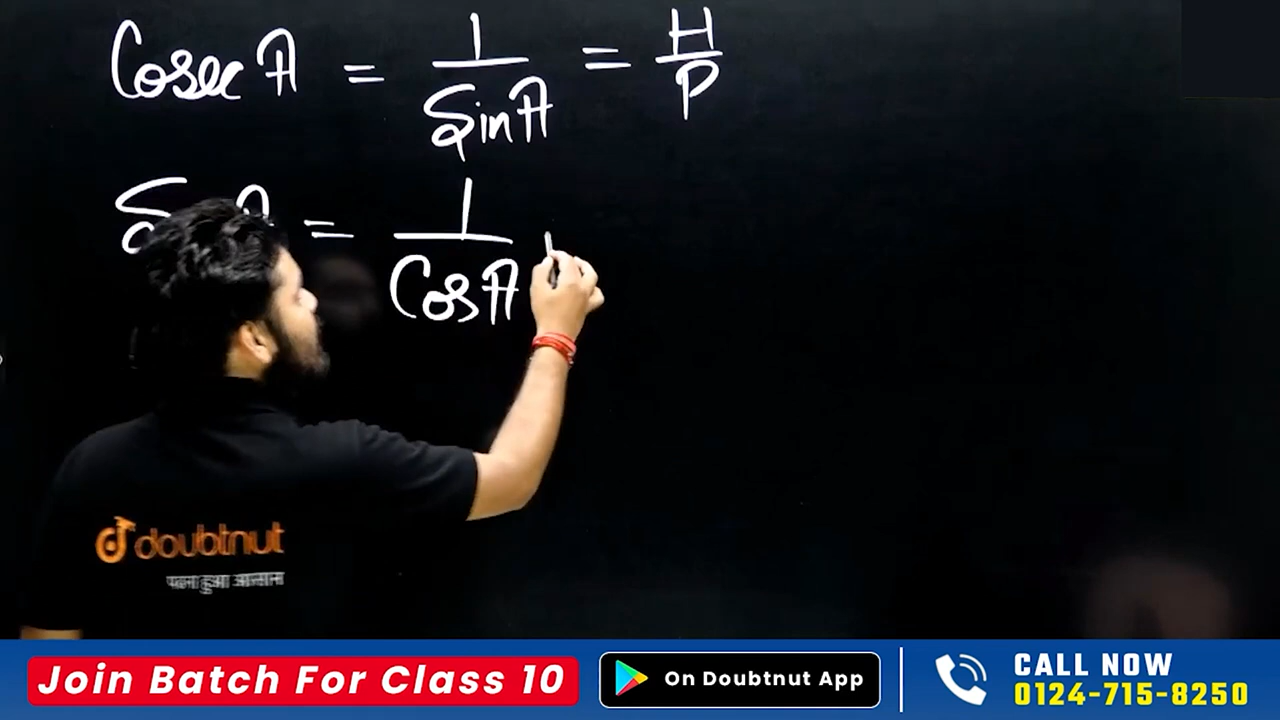 Cosec A = 1/Sin A = H/P
= 1/Cos A
doubtnut
पढना हुआ आसान
Join Batch For Class 10
On Doubtnut App
CALL NOW
0124-715-8250